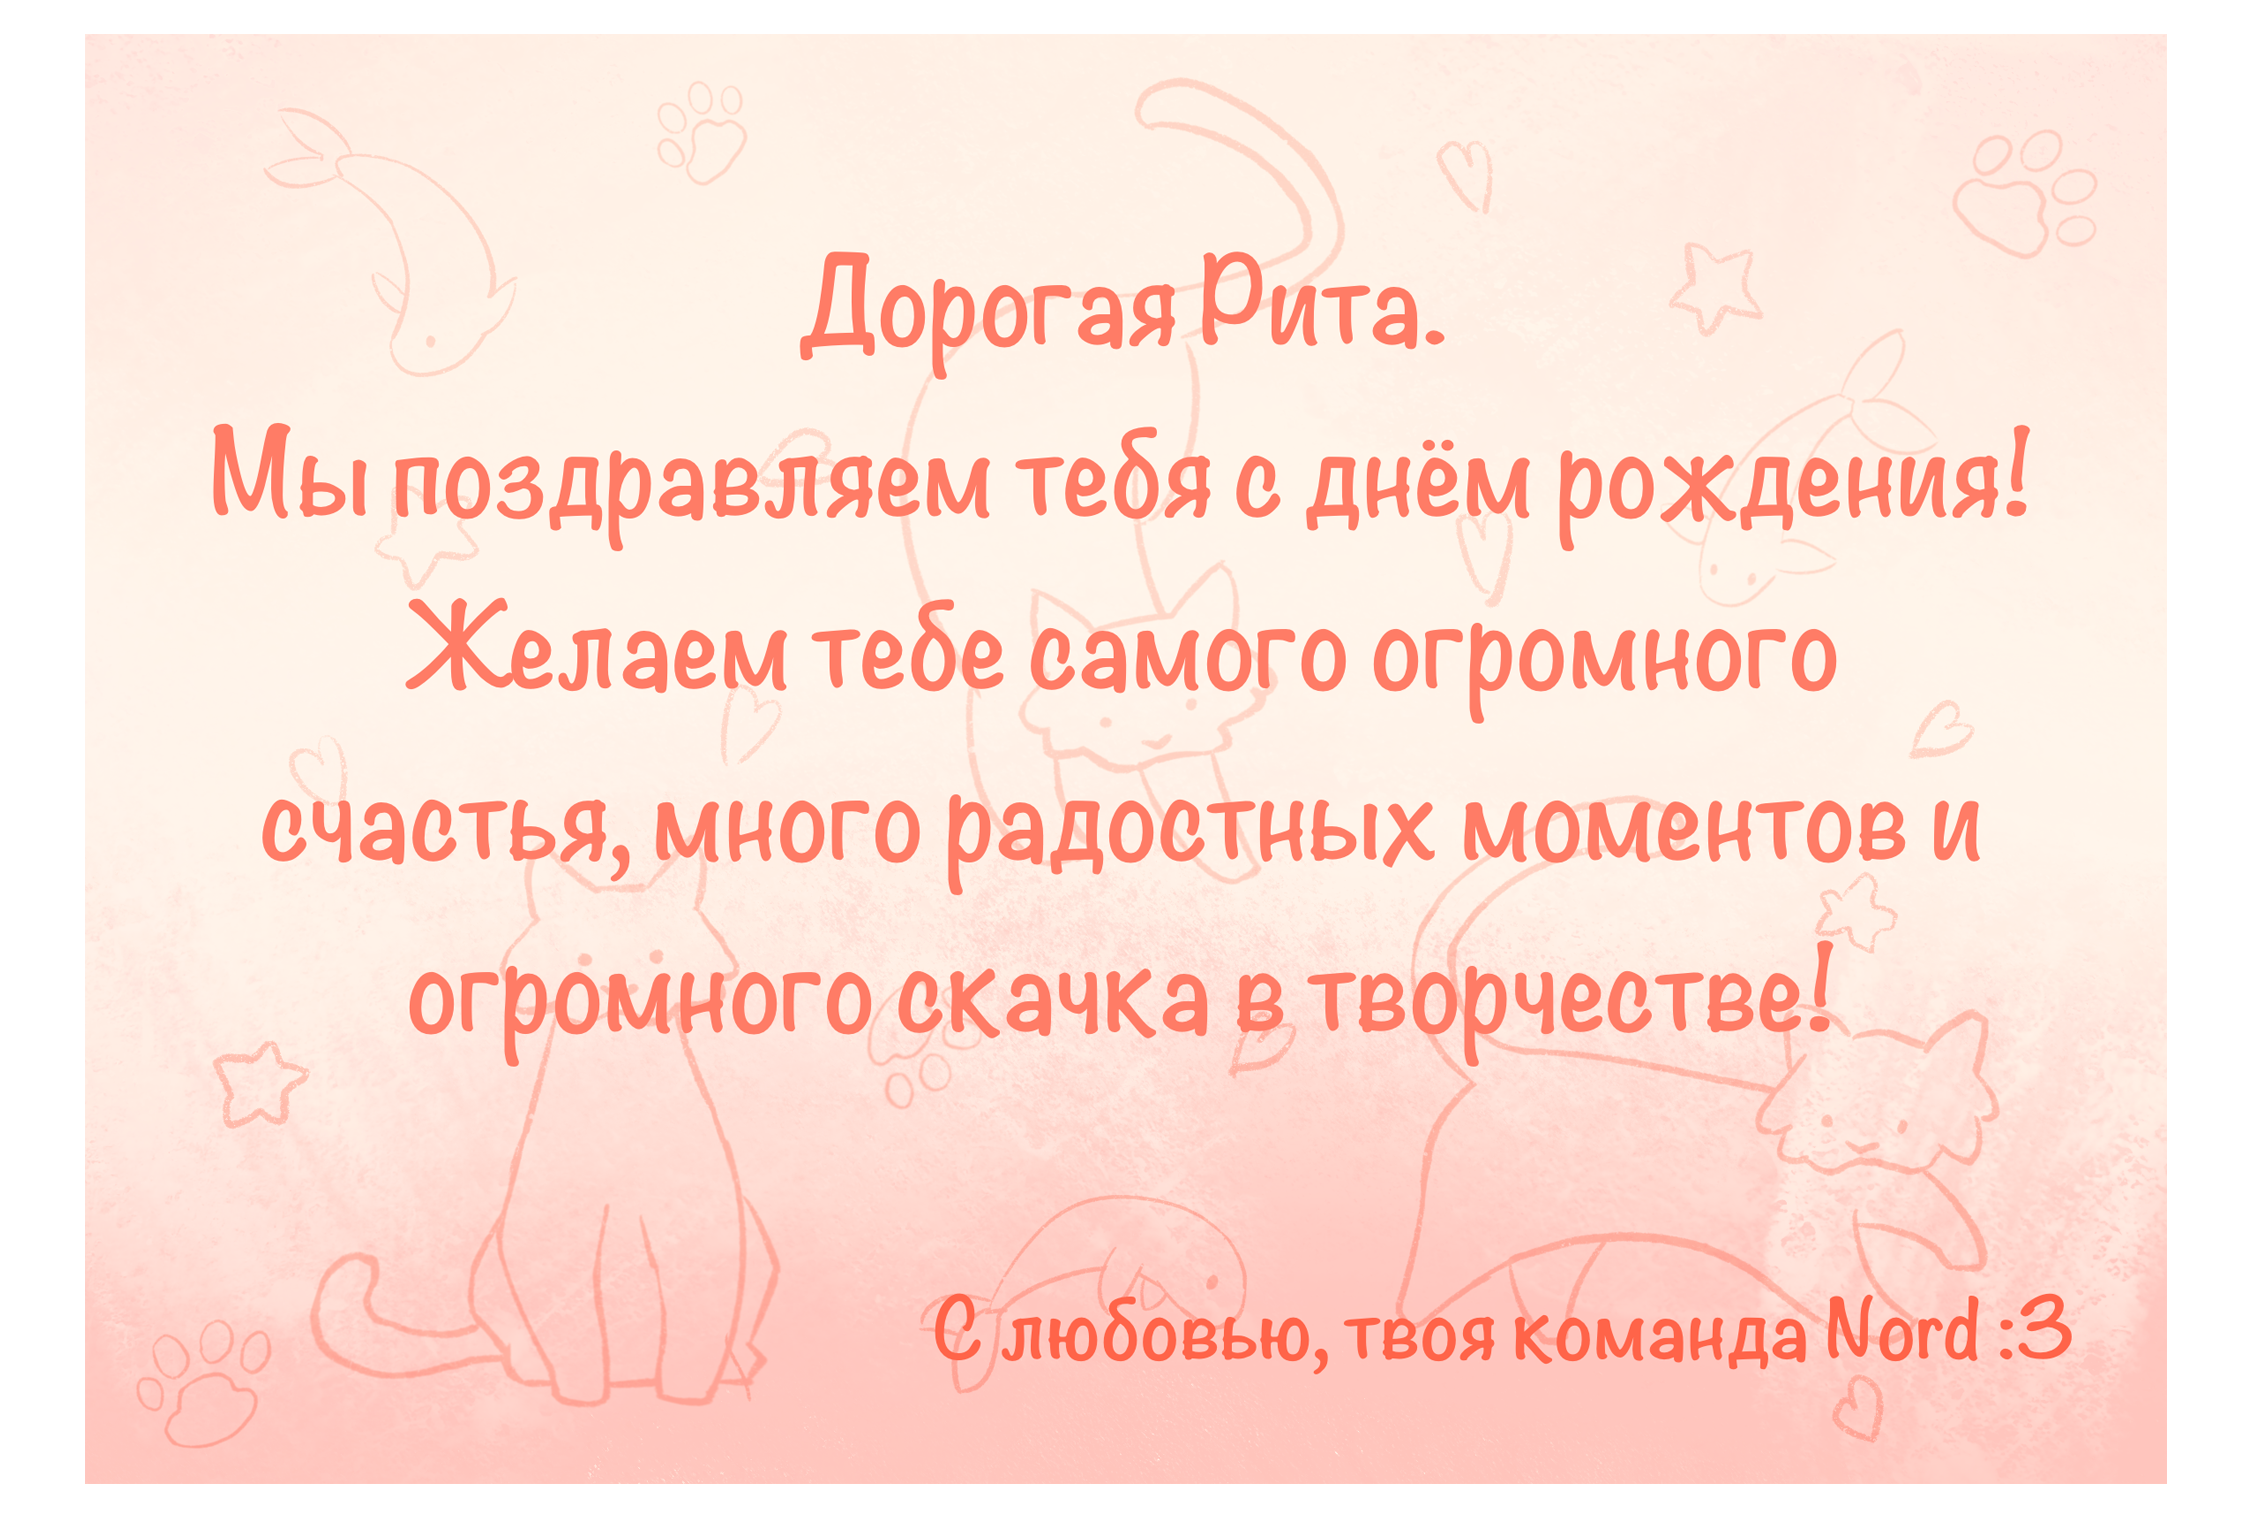 Дорогая Рита.
Мы поздравляем тебя с днём рождения!
Желаем тебе самого огромного
счастья, много радостных моментов и
огромного скачка в творчестве!
С любовью, твоя команда Nord :3